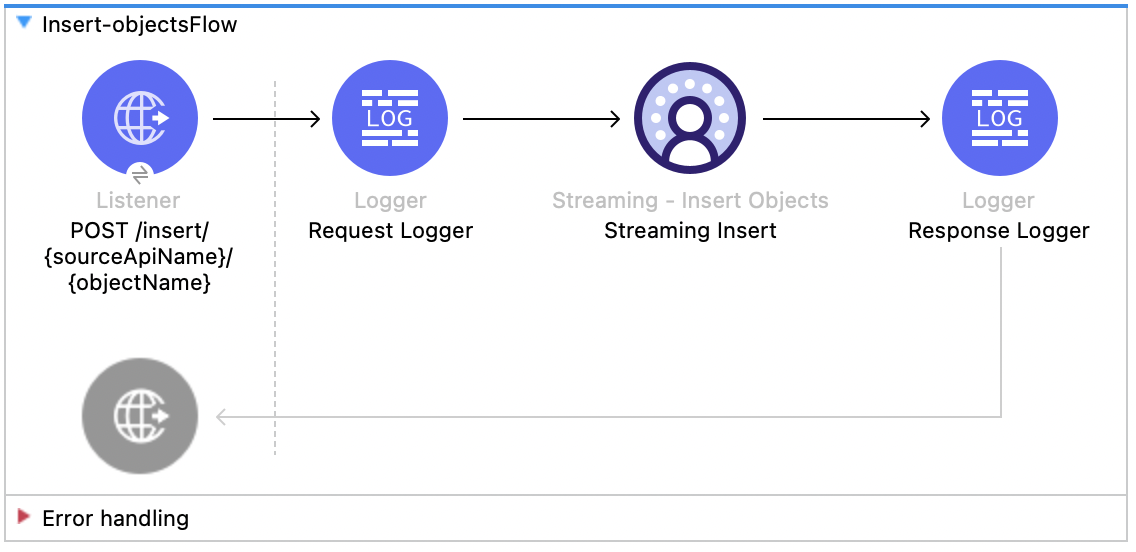 Insert-objectsFlow
LOG
LOG
Listener
POST /insert/
{sourceApiName}/
{objectName}
Logger
Request Logger
Streaming - Insert Objects
Streaming Insert
Logger
Response Logger
Error handling